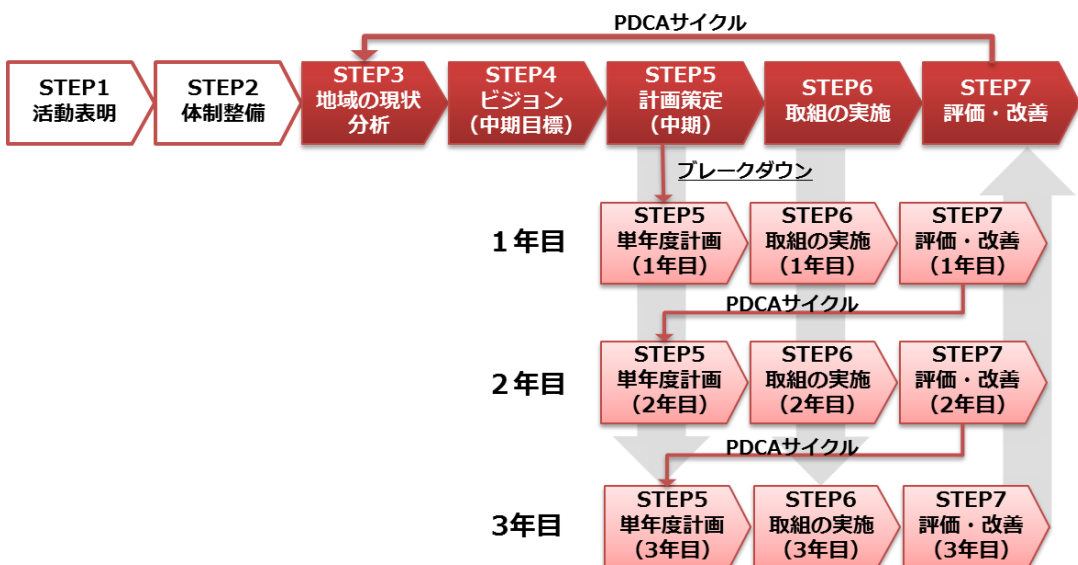 PDCAサイクル
STEP1
活動表明
STEP2
体制整備
STEP3
地域の現状
分析
STEP4
ビジョン
(中期目標)
STEP5
計画策定
(中期)
STEP6
取組の実施
STEP7
評価・改善
ブレークダウン
１年目
STEP5
単年度計画
(1年目)
STEP6
取組の実施
(1年目)
STEP7
評価・改善
(1年目)
PDCAサイクル
２年目
STEP5
単年度計画
(2年目)
STEP6
取組の実施
(2年目)
STEP7
評価・改善
(2年目)
PDCAサイクル
3年目
STEP5
単年度計画
(3年目)
STEP6
取組の実施
(3年目)
STEP7
評価・改善
(3年目)